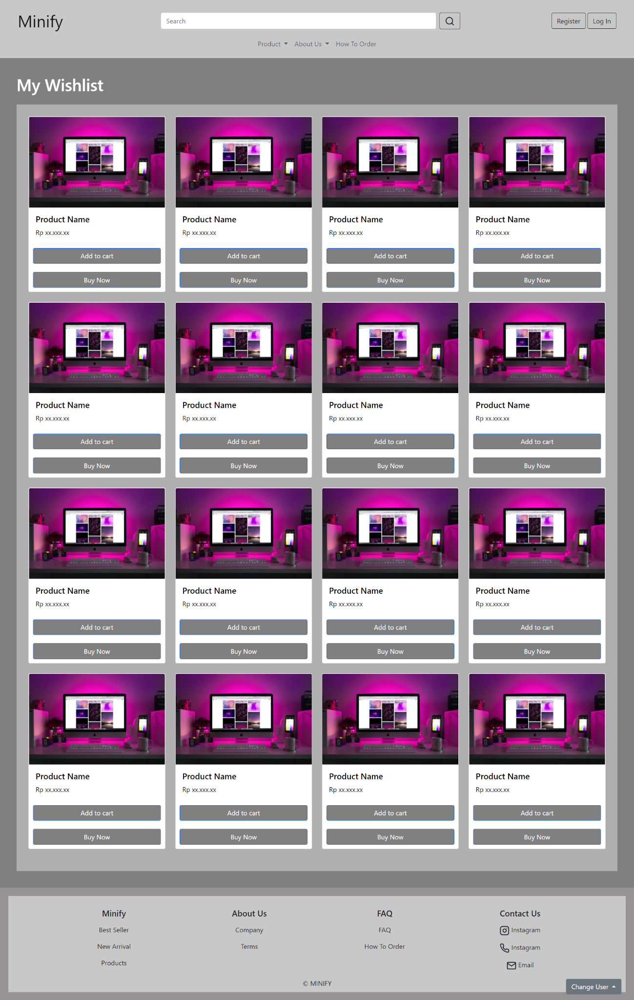 Minify
Search
Register Log In
Product About Us How To Order
My Wishlist
Product Name Product Name Product Name Product Name
Rp xx.xxx.xx Rp xx.xxx.xx Rp xx.xxx.xx Rp xx.xxx.xx
Add to cart Add to cart Add to cart Add to cart
Buy Now Buy Now Buy Now Buy Now
Product Name Product Name Product Name Product Name
Rp xx.xxx.xx Rp xx.xxx.xx Rp xx.xxx.xx Rp xx.xxx.xx
Add to cart Add to cart Add to cart Add to cart
Buy Now Buy Now Buy Now Buy Now
Product Name Product Name Product Name Product Name
Rp xx.xxx.xx Rp xx.xxx.xx Rp xx.xxx.xx Rp xx.xxx.xx
Add to cart Add to cart Add to cart Add to cart
Buy Now Buy Now Buy Now Buy Now
Product Name Product Name Product Name Product Name
Rp xx.xxx.xx Rp xx.xxx.xx Rp xx.xxx.xx Rp xx.xxx.xx
Add to cart Add to cart Add to cart Add to cart
Buy Now Buy Now Buy Now Buy Now
Minify About Us FAQ Contact Us
Best Seller Company FAQ Instagram
New Arrival Terms How To Order Instagram
Products Email
© MINIFY
Change User